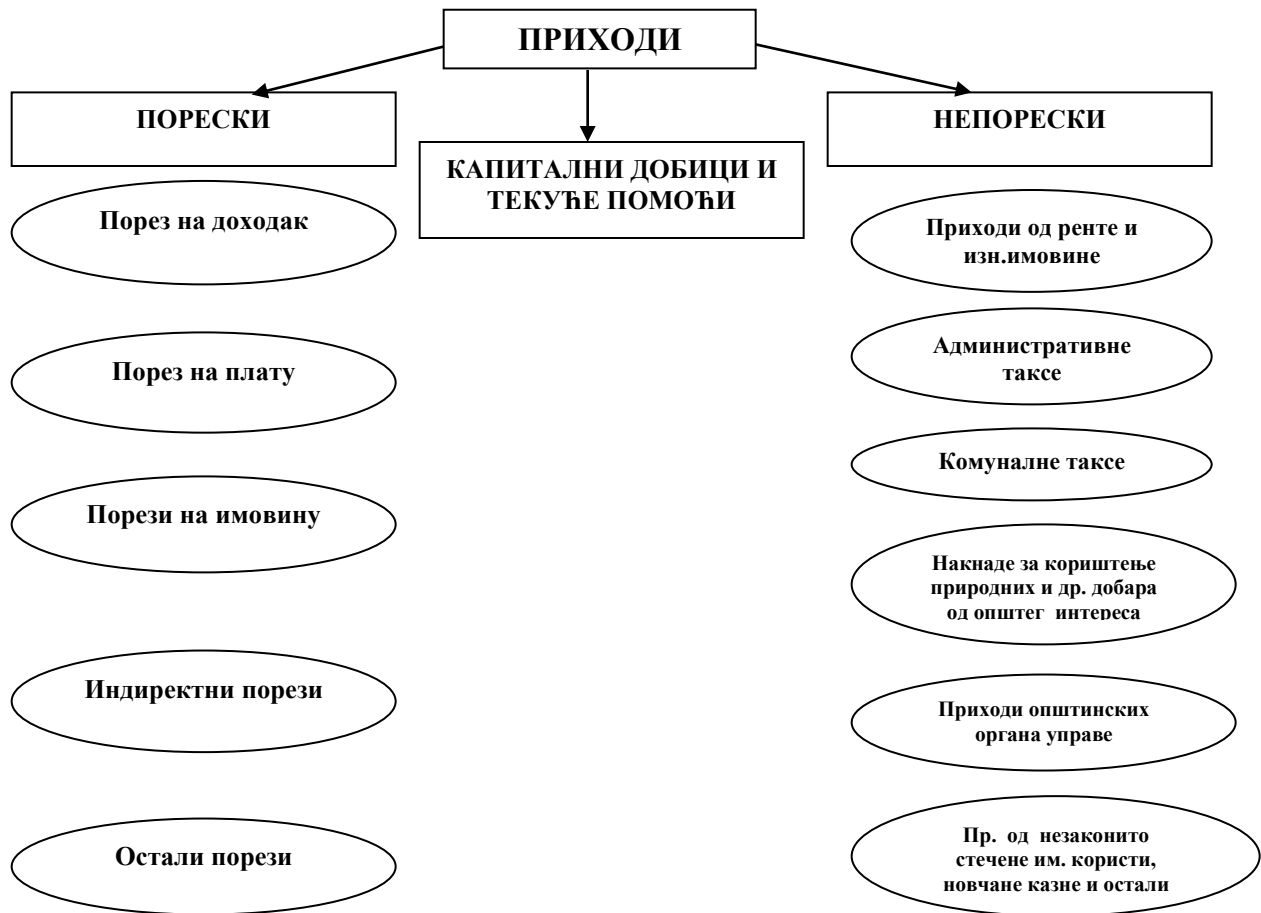 ПРИХОДИ
ПОРЕСКИ
КАПИТАЛНИ ДОБИЦИ И
ТЕКУЋЕ ПОМОЋИ
НЕПОРЕСКИ
Порез на доходак
Порез на плату
Порези на имовину
Индиректни порези
Остали порези
Приходи од ренте и
изн.имовине
Административне
таксе
Комуналне таксе
Накнаде за кориштење
природних и др. добара
од општег интереса
Приходи општинских
органа управе
Пр. од незаконито
стечене им. користи,
новчане казне и остали